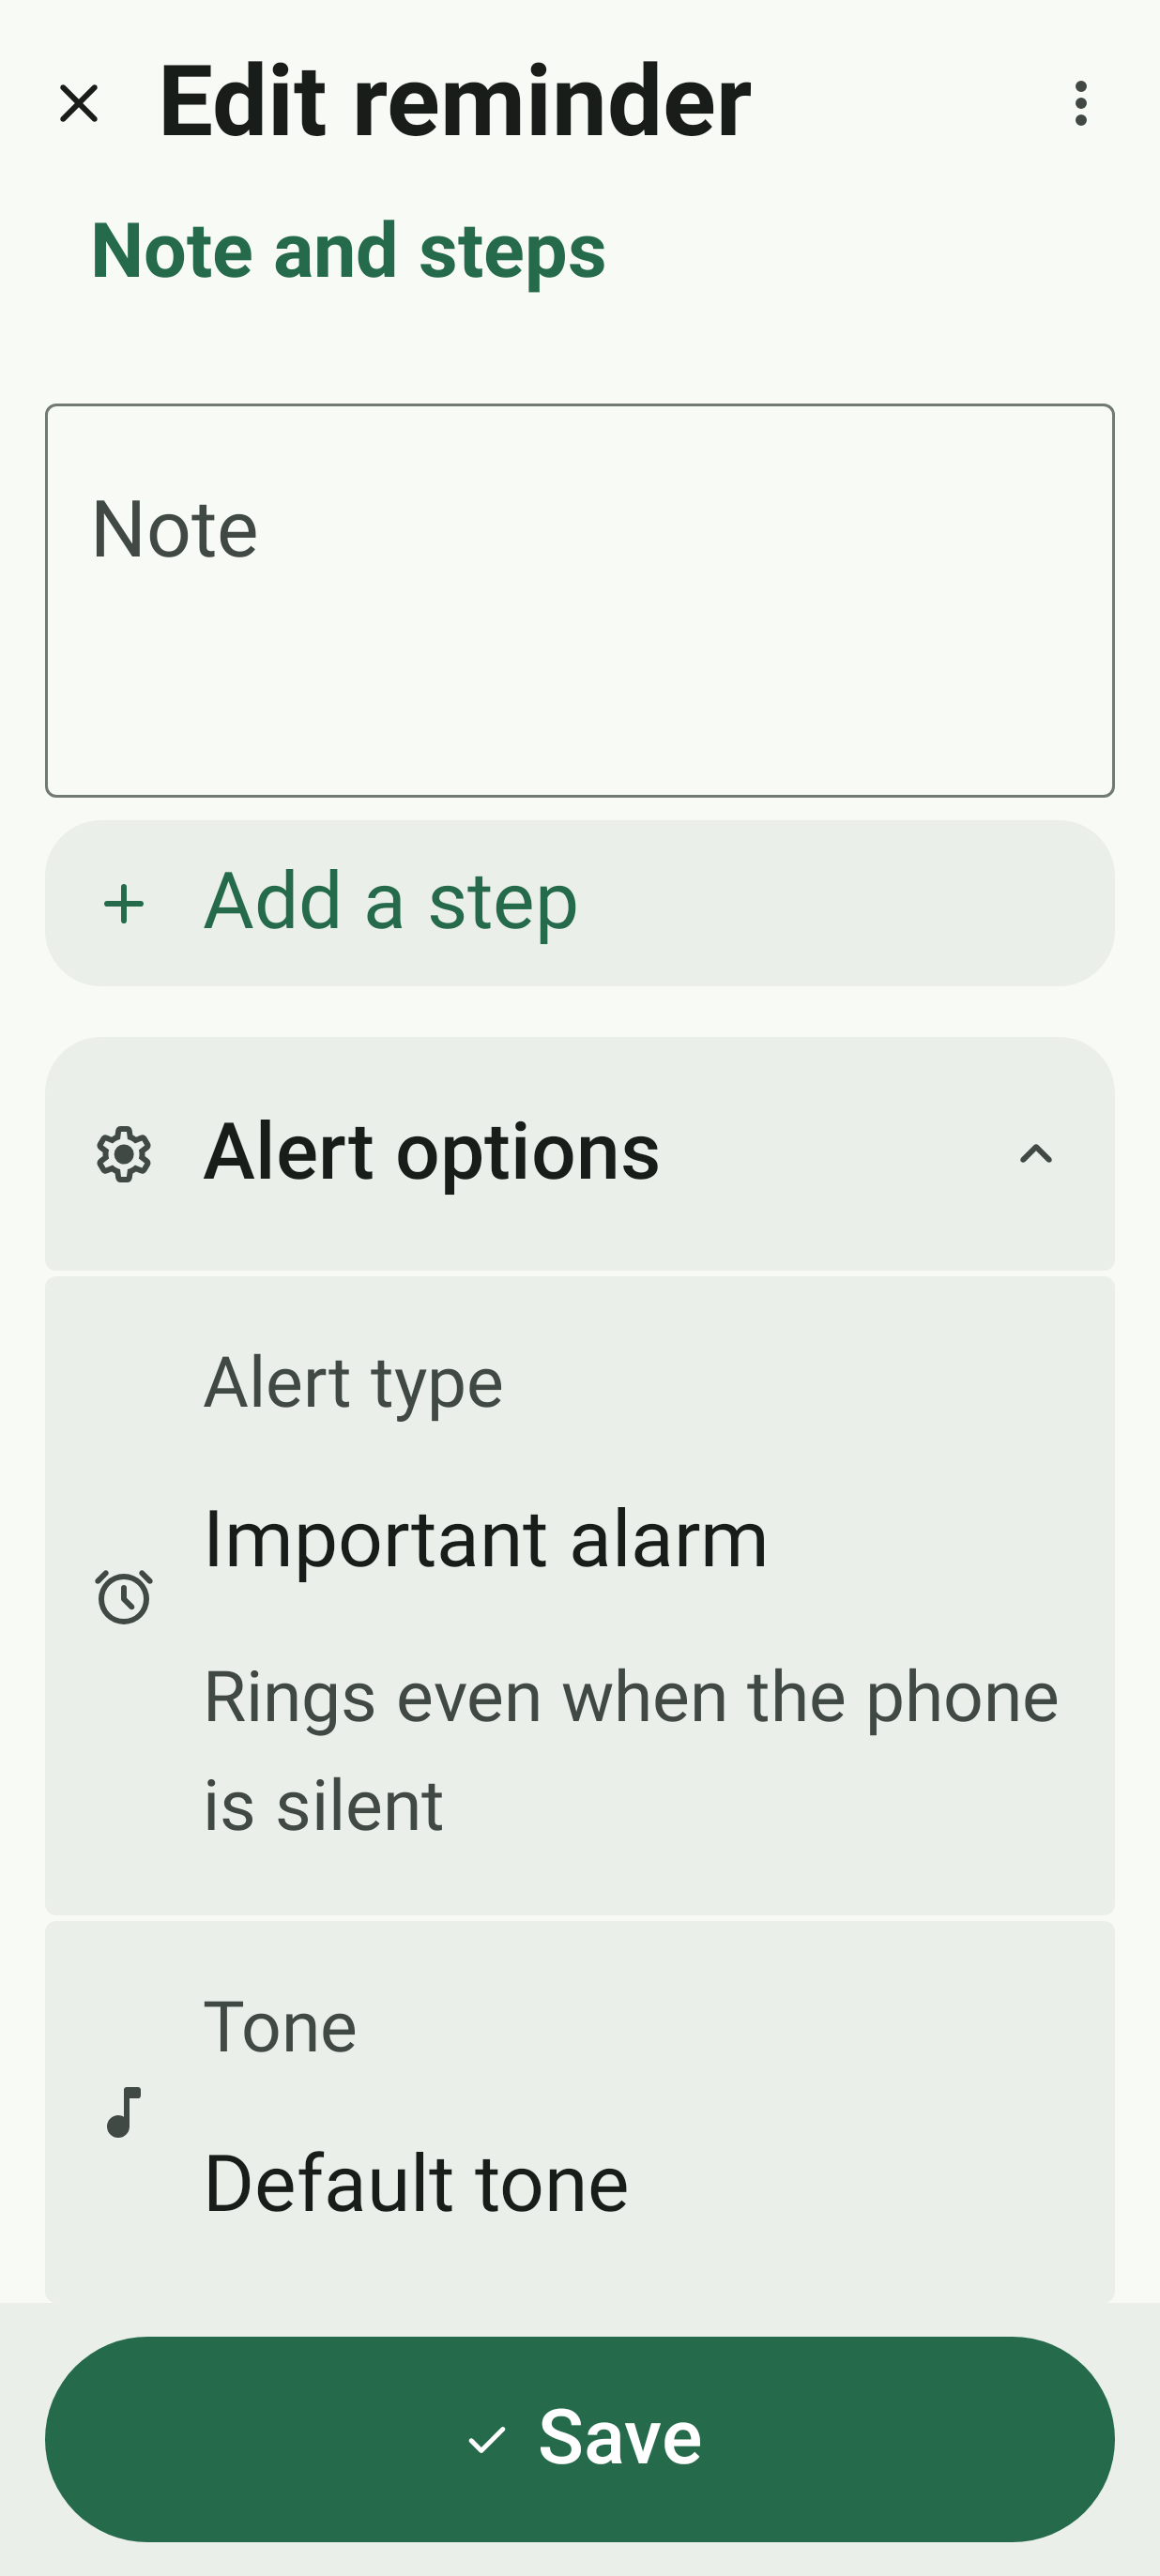 Edit reminder
Note and steps
Note
Add a step
Alert options
Alert type
Important alarm
Rings even when the phone
is silent
Tone
Default tone
Save